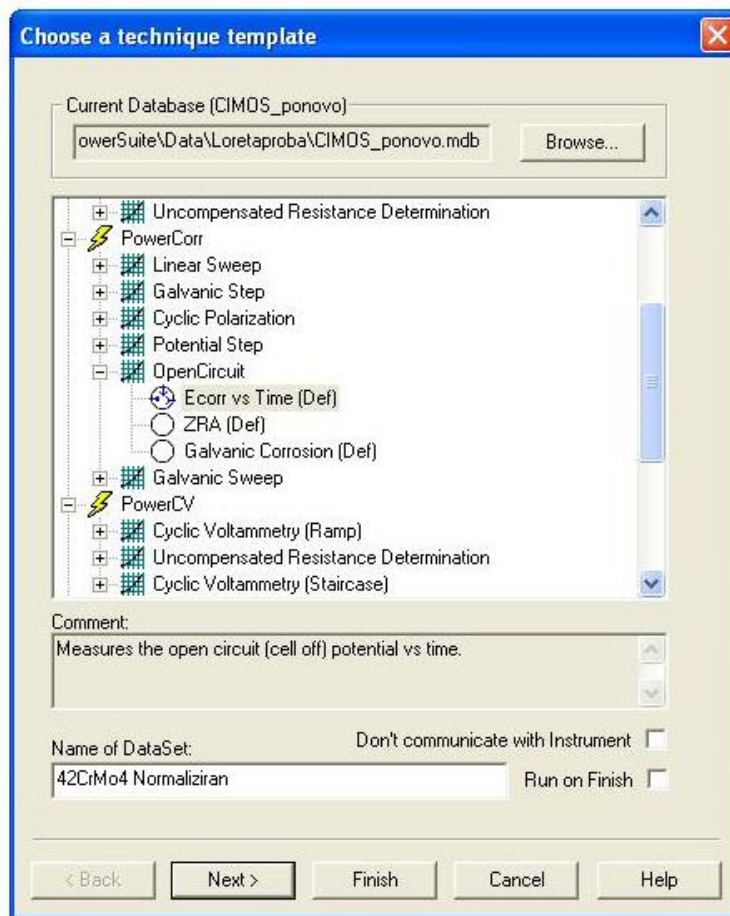 Choose a technique template
Current Database (CIMOS_ponovo)
owerSuite\Data\Loretaproba\CIMOS_ponovo.mdb
Browse...
Uncompensated Resistance Determination
PowerCorr
Linear Sweep
Galvanic Step
Cyclic Polarization
Potential Step
OpenCircuit
Ecorr vs Time (Def)
ZRA (Def)
Galvanic Corrosion (Def)
Galvanic Sweep
PowerCV
Cyclic Voltammetry (Ramp)
Uncompensated Resistance Determination
Cyclic Voltammetry (Staircase)
Comment:
Measures the open circuit (cell off) potential vs time.
Name of DataSet:
Don't communicate with Instrument
42CrMo4 Normaliziran
Run on Finish
< Back
Next >
Finish
Cancel
Help